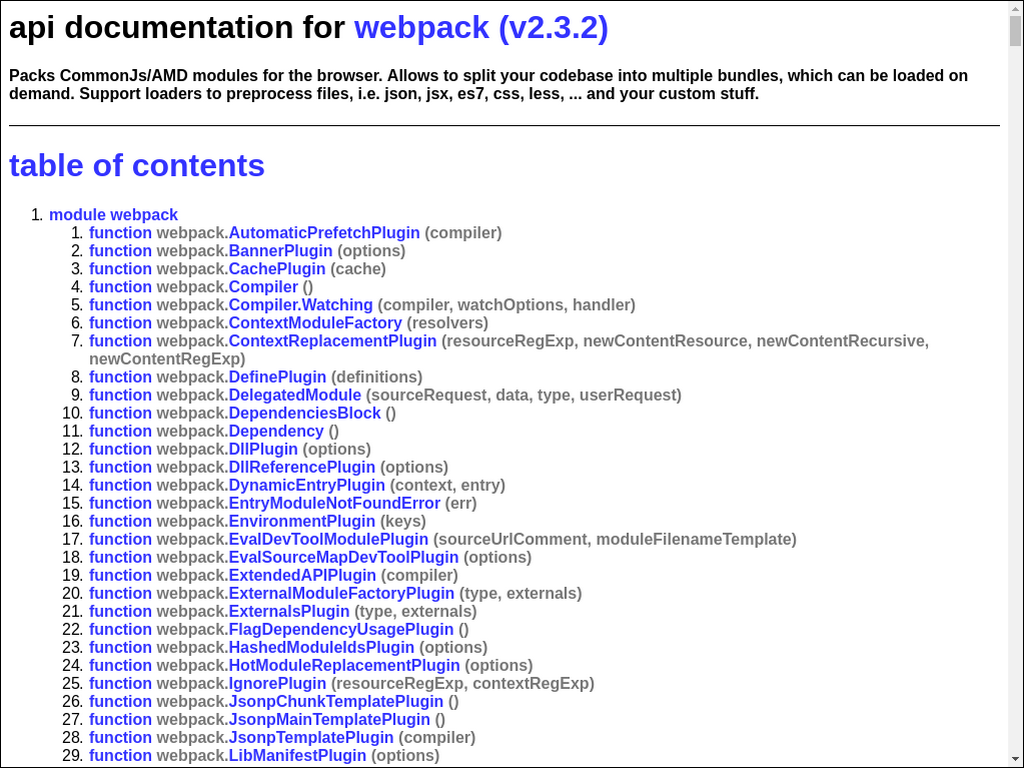 api documentation for webpack (v2.3.2)
Packs CommonJs/AMD modules for the browser. Allows to split your codebase into multiple bundles, which can be loaded on
demand. Support loaders to preprocess files, i.e. json, jsx, es7, css, less, ... and your custom stuff.
table of contents
1. module webpack
1. function webpack.AutomaticPrefetchPlugin (compiler)
2. function webpack.BannerPlugin (options)
3. function webpack.CachePlugin (cache)
4. function webpack.Compiler ()
5. function webpack.Compiler.Watching (compiler, watchOptions, handler)
6. function webpack.ContextModuleFactory (resolvers)
7. function webpack.ContextReplacementPlugin (resourceRegExp, newContentResource, newContentRecursive,
newContentRegExp)
8. function webpack.DefinePlugin (definitions)
9. function webpack.DelegatedModule (sourceRequest, data, type, userRequest)
10. function webpack.DependenciesBlock ()
11. function webpack.Dependency ()
12. function webpack.DllPlugin (options)
13. function webpack.DllReferencePlugin (options)
14. function webpack.DynamicEntryPlugin (context, entry)
15. function webpack.EntryModuleNotFoundError (err)
16. function webpack.EnvironmentPlugin (keys)
17. function webpack.EvalDevToolModulePlugin (sourceUrlComment, moduleFilenameTemplate)
18. function webpack.EvalSourceMapDevToolPlugin (options)
19. function webpack.ExtendedAPIPlugin (compiler)
20. function webpack.ExternalModuleFactoryPlugin (type, externals)
21. function webpack.ExternalsPlugin (type, externals)
22. function webpack.FlagDependencyUsagePlugin ()
23. function webpack.HashedModuleIdsPlugin (options)
24. function webpack.HotModuleReplacementPlugin (options)
25. function webpack.IgnorePlugin (resourceRegExp, contextRegExp)
26. function webpack.JsonpChunkTemplatePlugin ()
27. function webpack.JsonpMainTemplatePlugin ()
28. function webpack.JsonpTemplatePlugin (compiler)
29. function webpack.LibManifestPlugin (options)